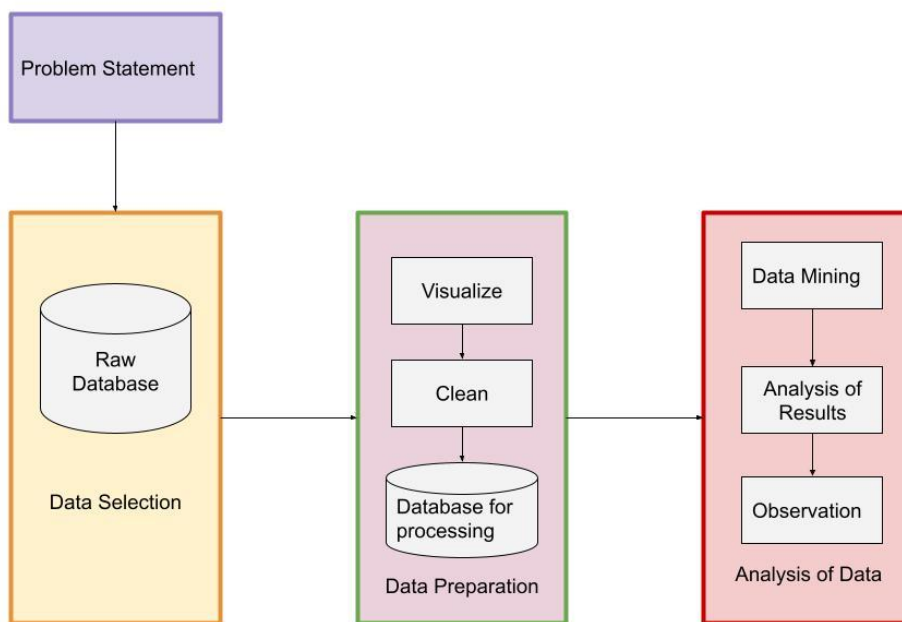 Problem Statement
Raw
Database
Data Selection
Visualize
Clean
Database for
processing
Data Preparation
Data Mining
Analysis of
Results
Observation
Analysis of Data